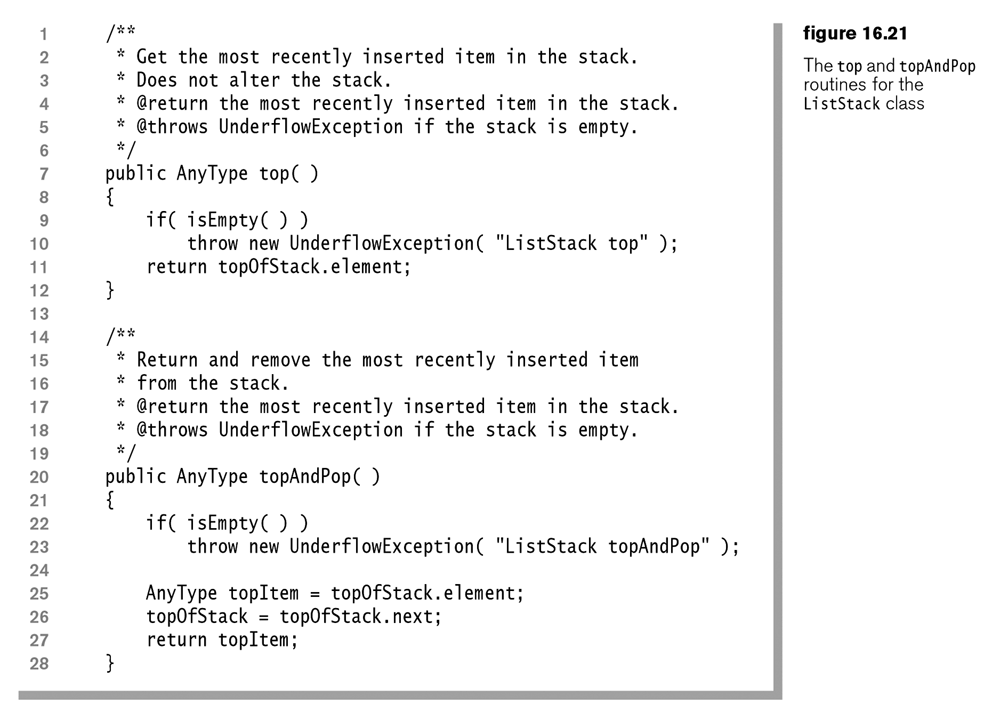 1 /**
2 * Get the most recently inserted item in the stack.
3 * Does not alter the stack.
4 * @return the most recently inserted item in the stack.
5 * @throws UnderflowException if the stack is empty.
6 */
7 public AnyType top( )
8 {
9 if( isEmpty( ) )
10 throw new UnderflowException( "ListStack top" );
11 return topOfStack.element;
12 }
13
14 /**
15 * Return and remove the most recently inserted item
16 * from the stack.
17 * @return the most recently inserted item in the stack.
18 * @throws UnderflowException if the stack is empty.
19 */
20 public AnyType topAndPop( )
21 {
22 if( isEmpty( ) )
23 throw new UnderflowException( "ListStack topAndPop" );
24
25 AnyType topItem = topOfStack.element;
26 topOfStack = topOfStack.next;
27 return topItem;
28 }
figure 16.21
The top and topAndPop
routines for the
ListStack class